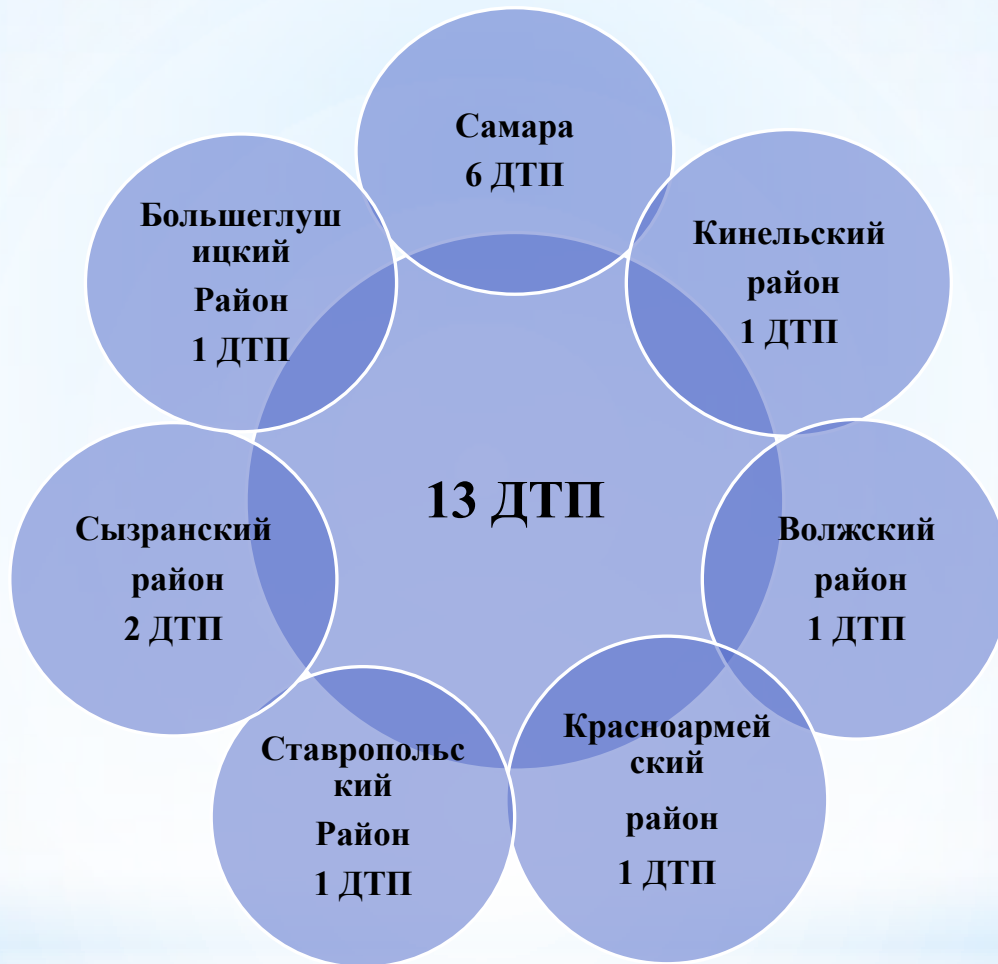 Самара
6 ДТП
Кинельский
район
1 ДТП
Волжский
район
1 ДТП
Красноармей
ский
район
1 ДТП
Ставропольс
кий
Район
1 ДТП
Сызранский
район
2 ДТП
Большеглуш
ицкий
Район
1 ДТП
13 ДТП